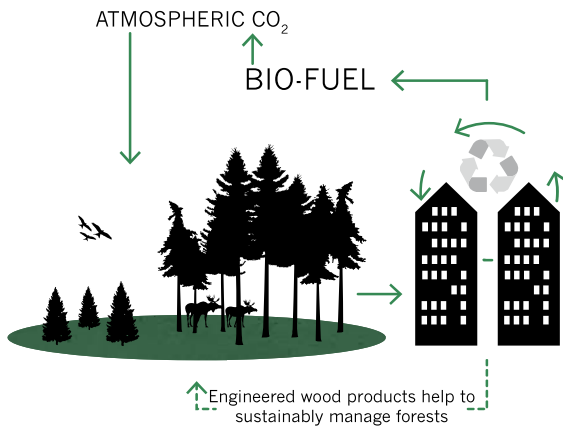 ATMOSPHERIC CO₂
BIO-FUEL
Engineered wood products help to
sustainably manage forests